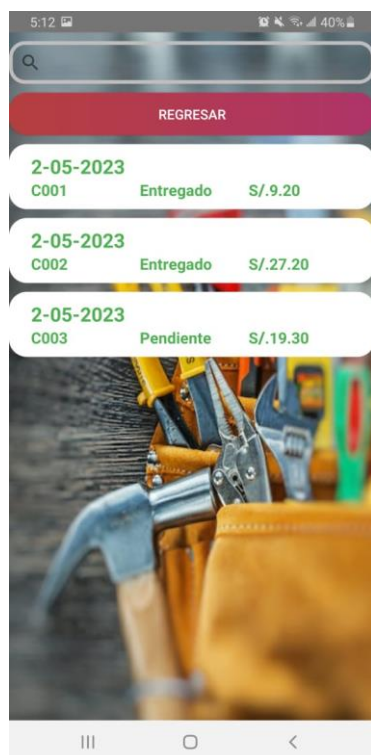 5:12 40%
REGRESAR
2-05-2023
C001 Entregado S/.9.20
2-05-2023
C002 Entregado S/.27.20
2-05-2023
C003 Pendiente S/.19.30